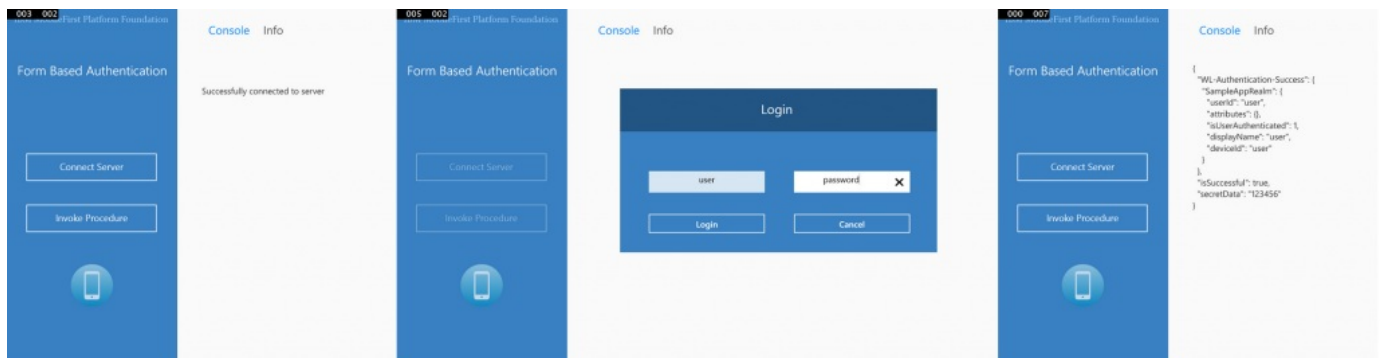 003 002
First Platform Foundation
Console Info
Form Based Authentication
Successfully connected to server
Connect Server
Invoke Procedure
005 002
First Platform Foundation
Console Info
Form Based Authentication
Login
Connect Server
user
password
Invoke Procedure
Login
Cancel
000 007
First Platform Foundation
Console Info
Form Based Authentication
{
"WL-Authentication-Success": {
"SampleAppRealm": {
"userId": "user",
"attributes": {},
"isUserAuthenticated": 1,
"displayName": "user",
"deviceId": "user"
}
},
"isSuccessful": true,
"secretData": "123456"
}
Connect Server
Invoke Procedure